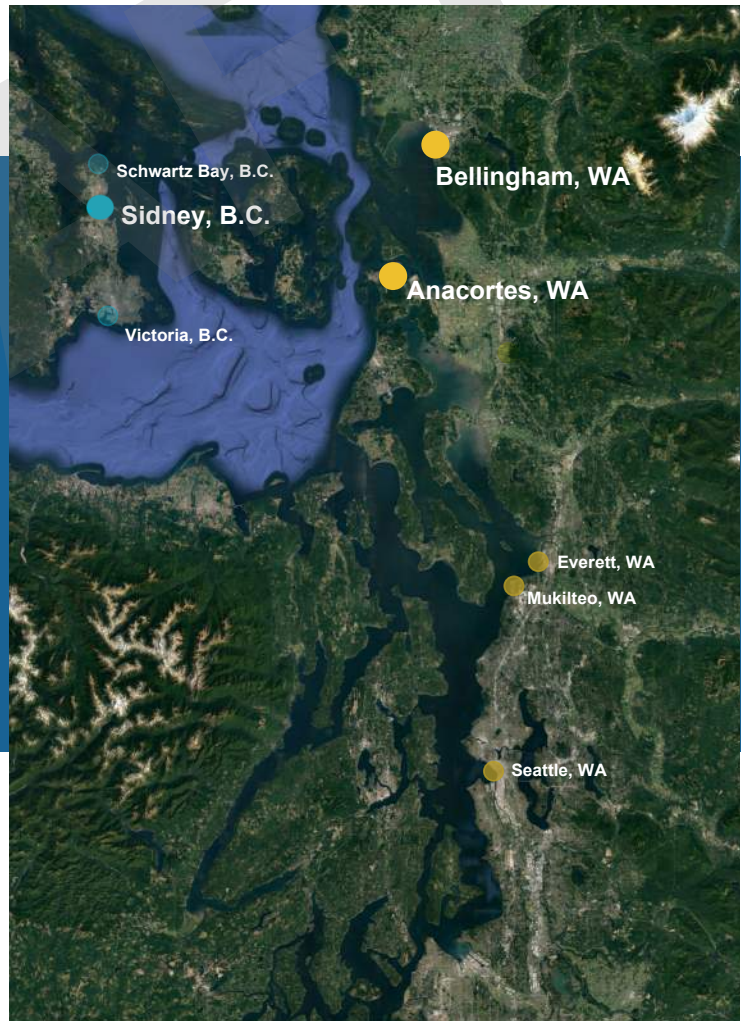 Schwartz Bay, B.C.
Bellingham, WA
Sidney, B.C.
Anacortes, WA
Victoria, B.C.
Everett, WA
Mukilteo, WA
Seattle, WA